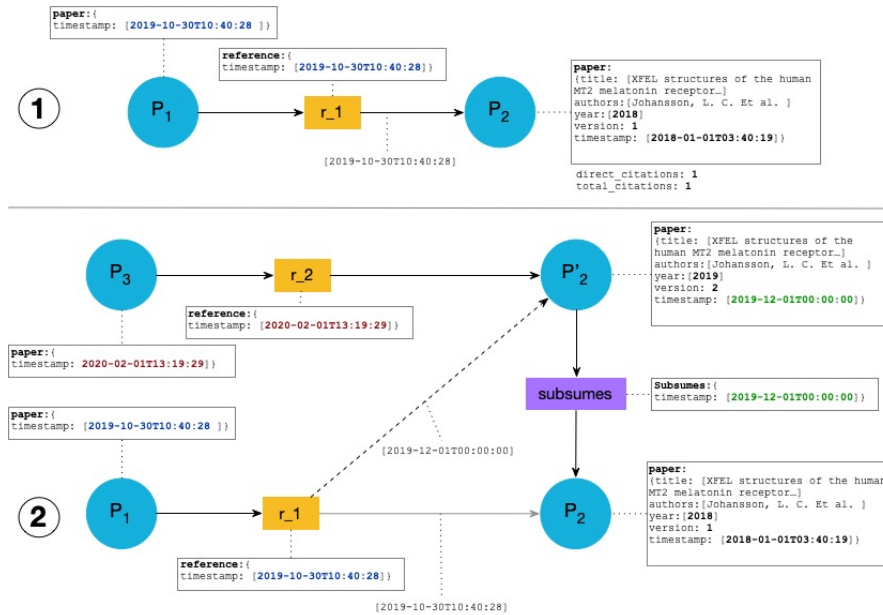 paper:{
timestamp: [2019-10-30T10:40:28 ]}
reference:{
timestamp: [2019-10-30T10:40:28]}
1
P1
r_1
P2
[2019-10-30T10:40:28]
paper:
{title: [XFEL structures of the human
MT2 melatonin receptor…]
authors:[Johansson, L. C. Et al. ]
year:[2018]
version: 1
timestamp: [2018-01-01T03:40:19]}
direct_citations: 1
total_citations: 1
P3
r_2
P'2
paper:
{title: [XFEL structures of the
human MT2 melatonin receptor…]
authors:[Johansson, L. C. Et al. ]
year:[2019]
version: 2
timestamp: [2019-12-01T00:00:00]}
reference:{
timestamp: [2020-02-01T13:19:29]}
paper:{
timestamp: 2020-02-01T13:19:29]}
subsumes
Subsumes:{
timestamp: [2019-12-01T00:00:00]}
paper:{
timestamp: [2019-10-30T10:40:28 ]}
[2019-12-01T00:00:00]
2
P1
r_1
P2
paper:
{title: [XFEL structures of the human
MT2 melatonin receptor…]
authors:[Johansson, L. C. Et al. ]
year:[2018]
version: 1
timestamp: [2018-01-01T03:40:19]}
reference:{
timestamp: [2019-10-30T10:40:28]}
[2019-10-30T10:40:28]